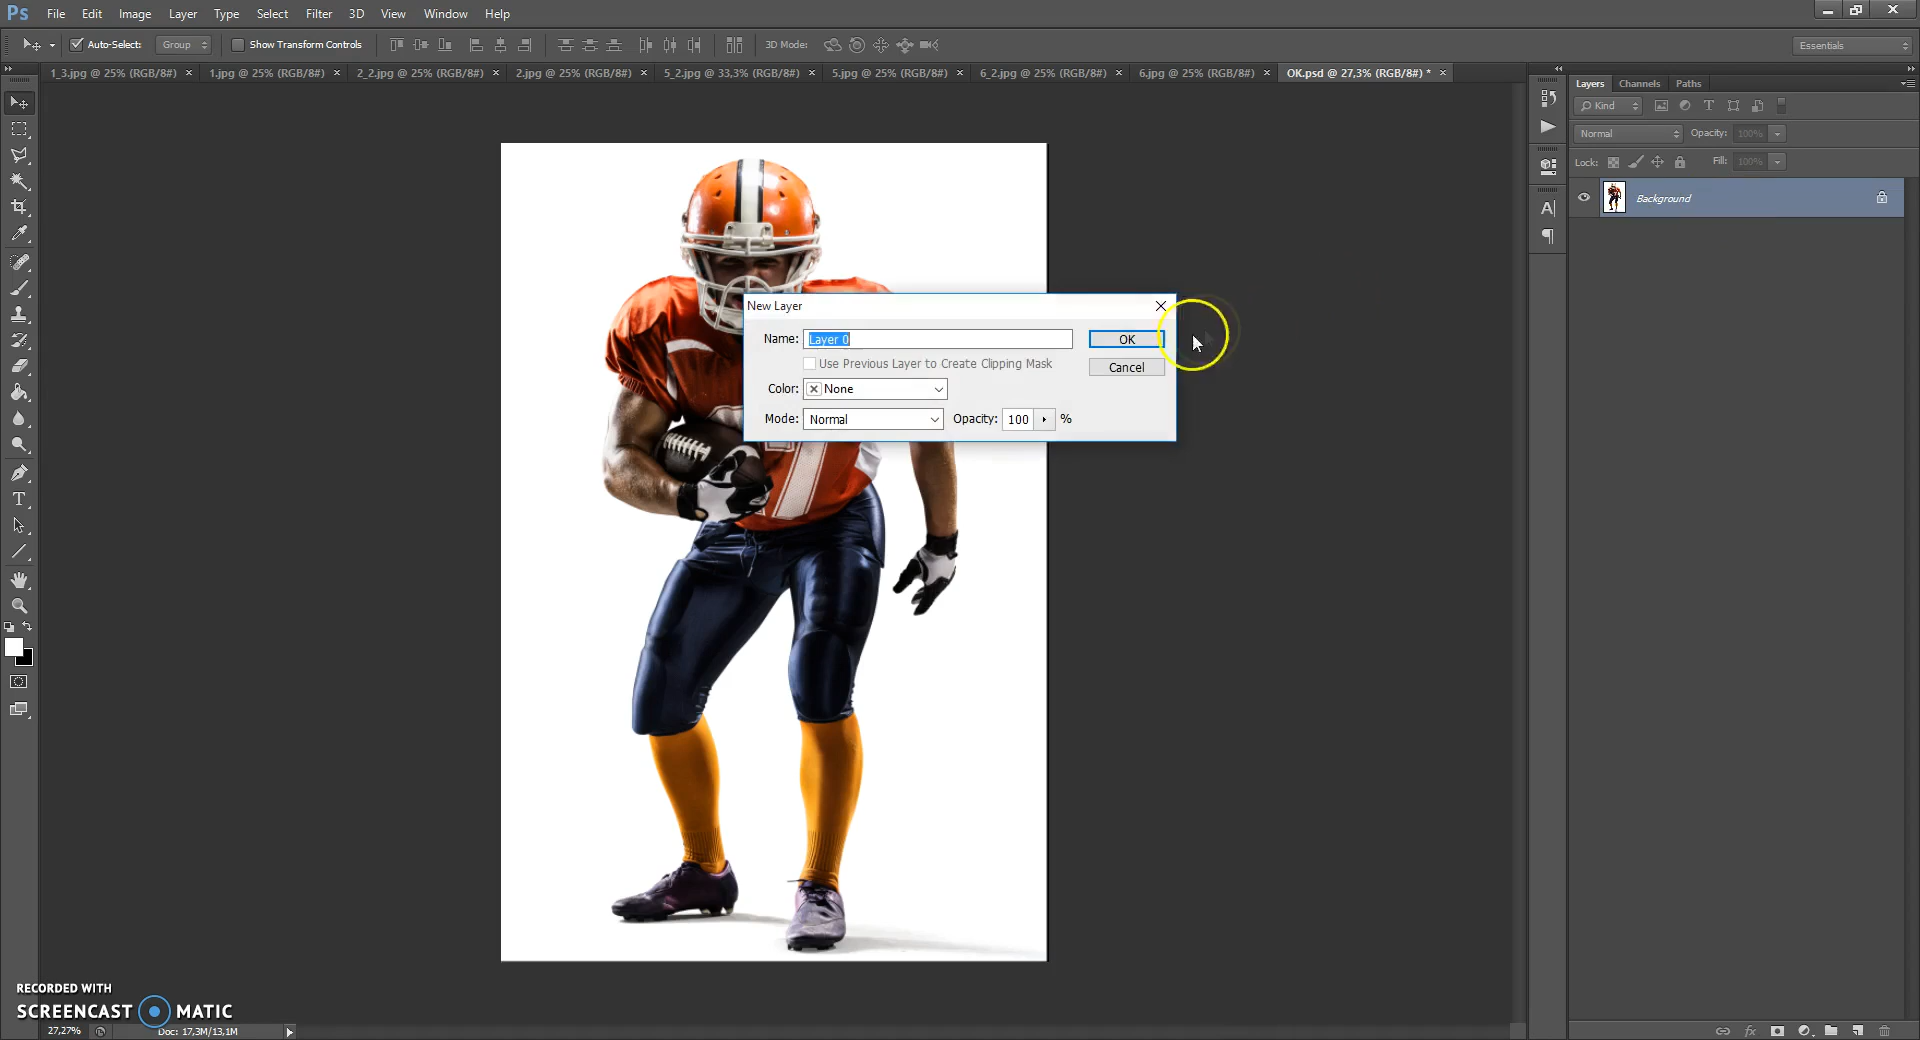 Ps File Edit Image Layer Type Select Filter 3D View Window Help
Auto-Select: Group Show Transform Controls 3D Mode: Essentials
1_3.jpg @ 25% (RGB/8#) × 1.jpg @ 25% (RGB/8#) × 2_2.jpg @ 25% (RGB/8#) × 2.jpg @ 25% (RGB/8#) × 5_2.jpg @ 33,3% (RGB/8#) × 5.jpg @ 25% (RGB/8#) × 6_2.jpg @ 25% (RGB/8#) × 6.jpg @ 25% (RGB/8#) × OK.psd @ 27,3% (RGB/8#) * ×
Layers Channels Paths
Kind
Normal Opacity: 100%
Lock: Fill: 100%
Background
New Layer
Name: Layer 0 OK
Use Previous Layer to Create Clipping Mask Cancel
Color: None
Mode: Normal Opacity: 100 %
RECORDED WITH
SCREENCAST MATIC
27,27% Doc: 17,3M/13,1M